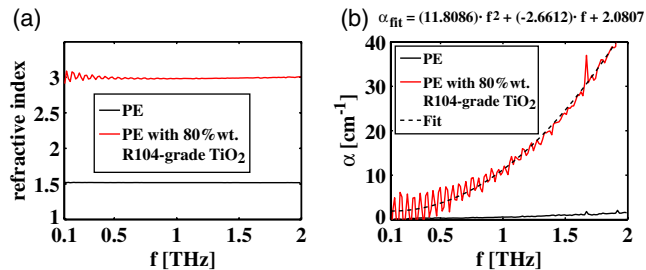 (a)
refractive index
3
2.5
2
1.5
1
PE
PE with 80%wt.
R104-grade TiO2
0.1 0.5 1 1.5 2
f [THz]
(b)
αfit = (11.8086)· f2 + (-2.6612)· f + 2.0807
α [cm-1]
40
30
20
10
0
PE
PE with 80%wt.
R104-grade TiO2
Fit
0.1 0.5 1 1.5 2
f [THz]